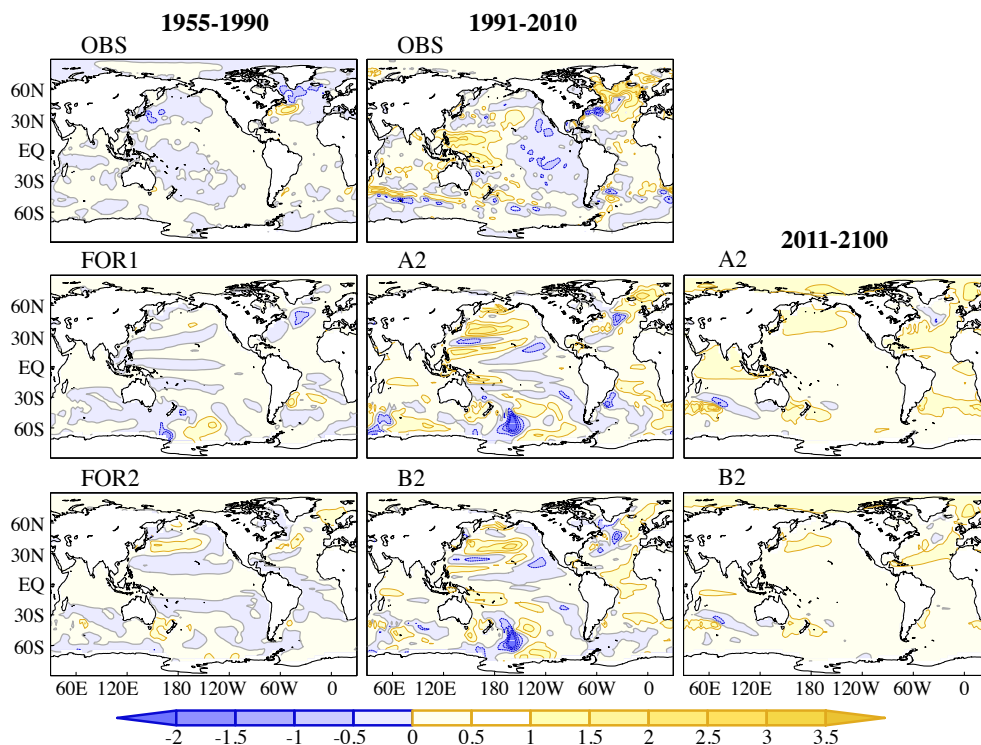 1955-1990 1991-2010
OBS OBS
60N
30N
EQ
30S
60S
2011-2100
FOR1 A2 A2
60N
30N
EQ
30S
60S
FOR2 B2 B2
60N
30N
EQ
30S
60S
60E 120E 180 120W 60W 0 60E 120E 180 120W 60W 0 60E 120E 180 120W 60W 0
-2 -1.5 -1 -0.5 0 0.5 1 1.5 2 2.5 3 3.5